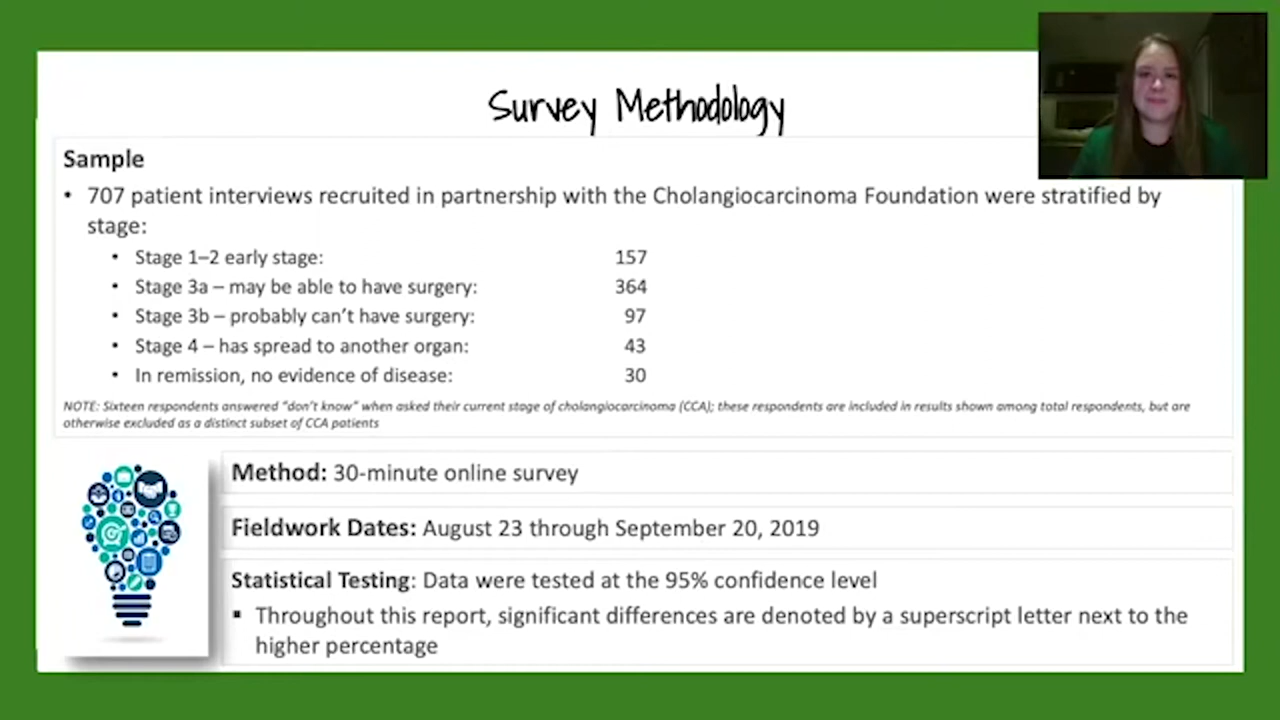 Survey Methodology
Sample
• 707 patient interviews recruited in partnership with the Cholangiocarcinoma Foundation were stratified by
stage:
• Stage 1–2 early stage: 157
• Stage 3a – may be able to have surgery: 364
• Stage 3b – probably can't have surgery: 97
• Stage 4 – has spread to another organ: 43
• In remission, no evidence of disease: 30
NOTE: Sixteen respondents answered "don't know" when asked their current stage of cholangiocarcinoma (CCA); these respondents are included in results shown among total respondents, but are
otherwise excluded as a distinct subset of CCA patients
Method: 30-minute online survey
Fieldwork Dates: August 23 through September 20, 2019
Statistical Testing: Data were tested at the 95% confidence level
▪ Throughout this report, significant differences are denoted by a superscript letter next to the
higher percentage